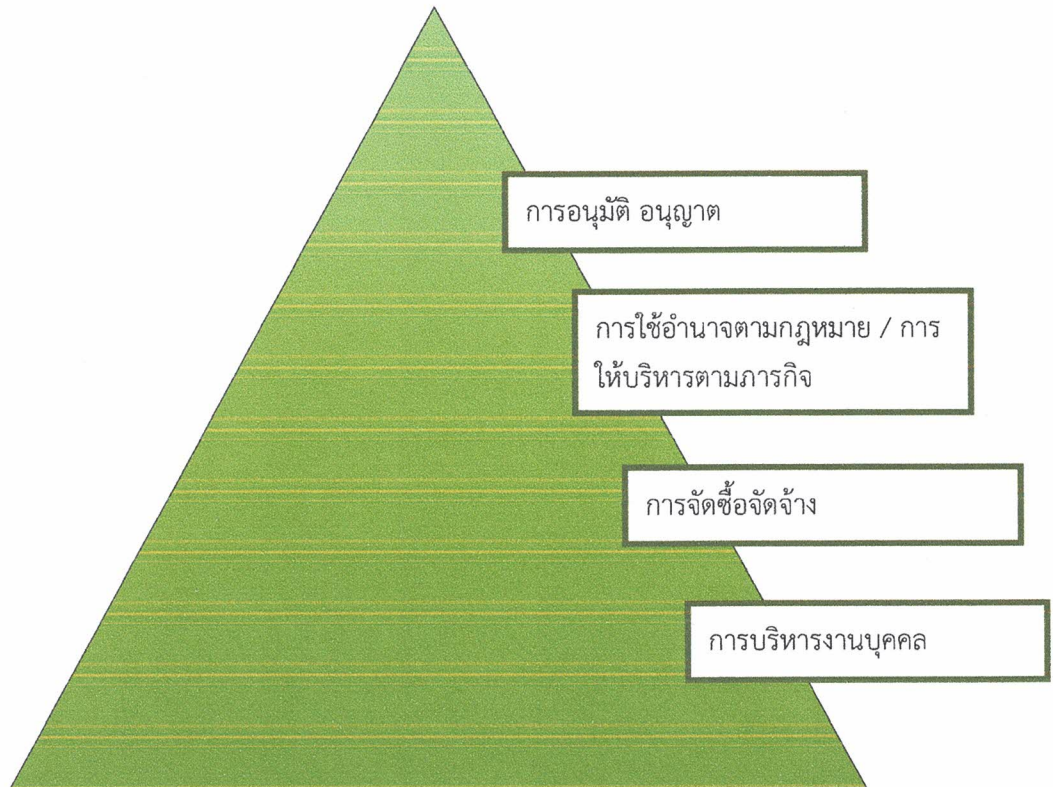 การอนุมัติ อนุญาต
การใช้อำนาจตามกฎหมาย / การ
ให้บริหารตามภารกิจ
การจัดซื้อจัดจ้าง
การบริหารงานบุคคล